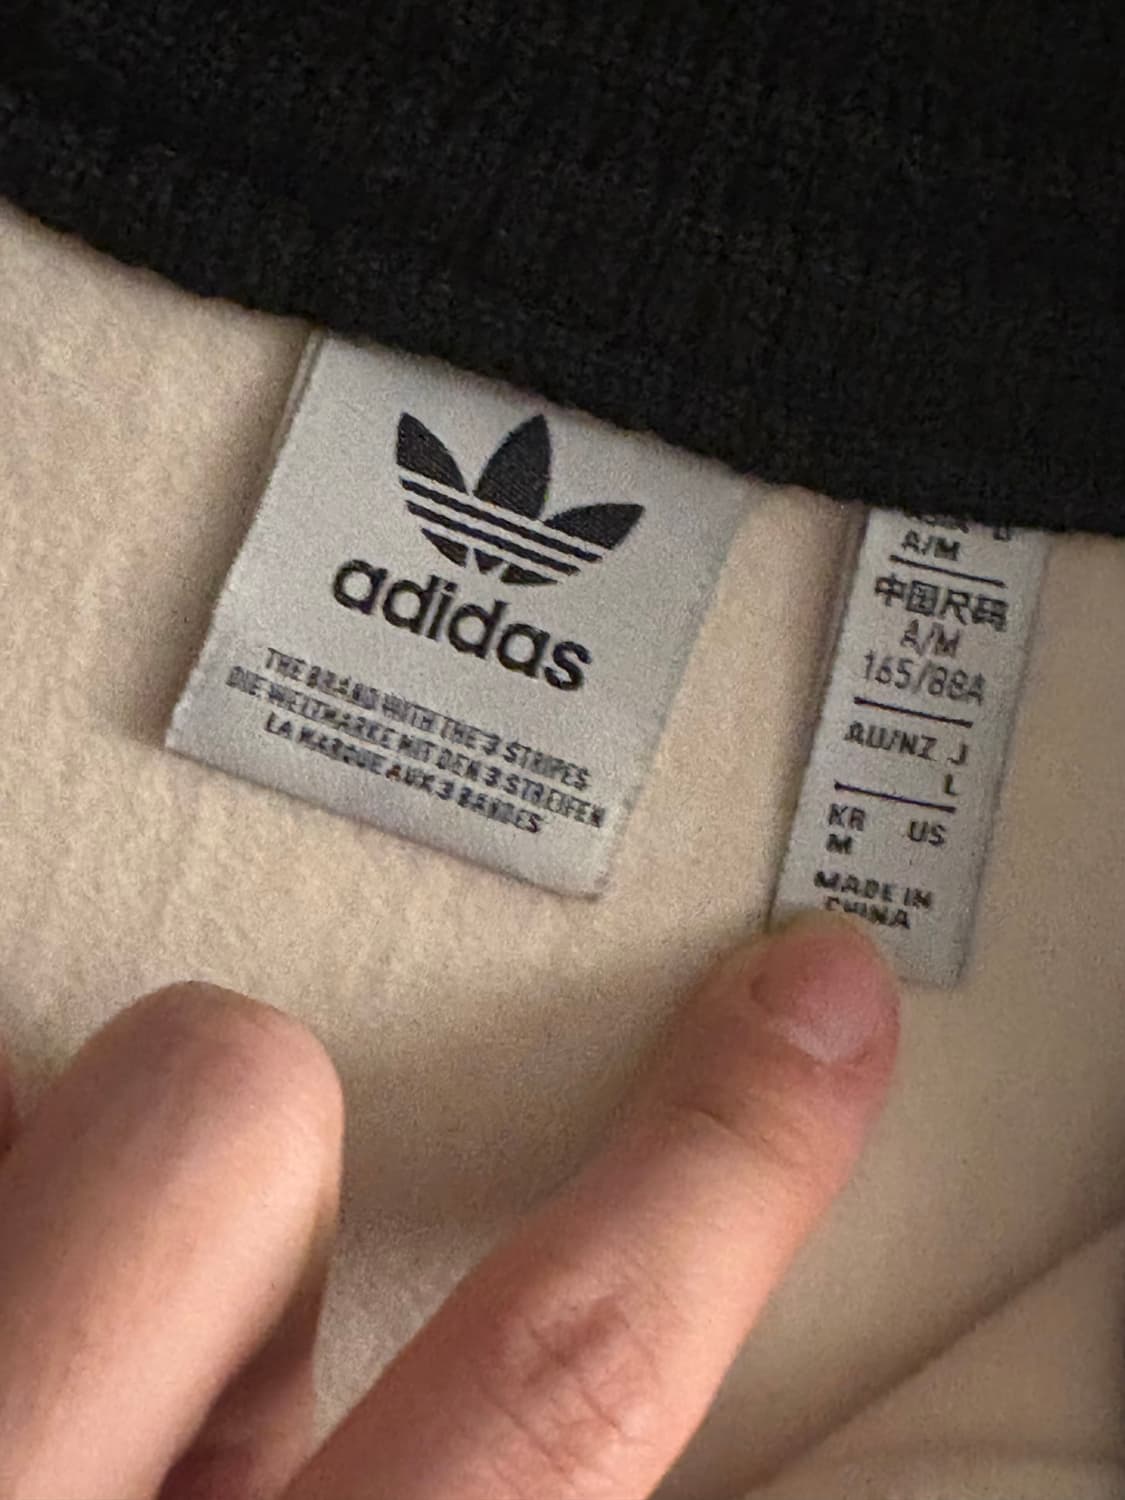 adidas
THE BRAND WITH THE 3 STRIPES
DIE WELTMARKE MIT DEN 3 STREIFEN
LA MARQUE AUX 3 BANDES
A/M
中国尺码
A/M
165/88A
AU/NZ J
L
KR US
M
MADE IN
CHINA